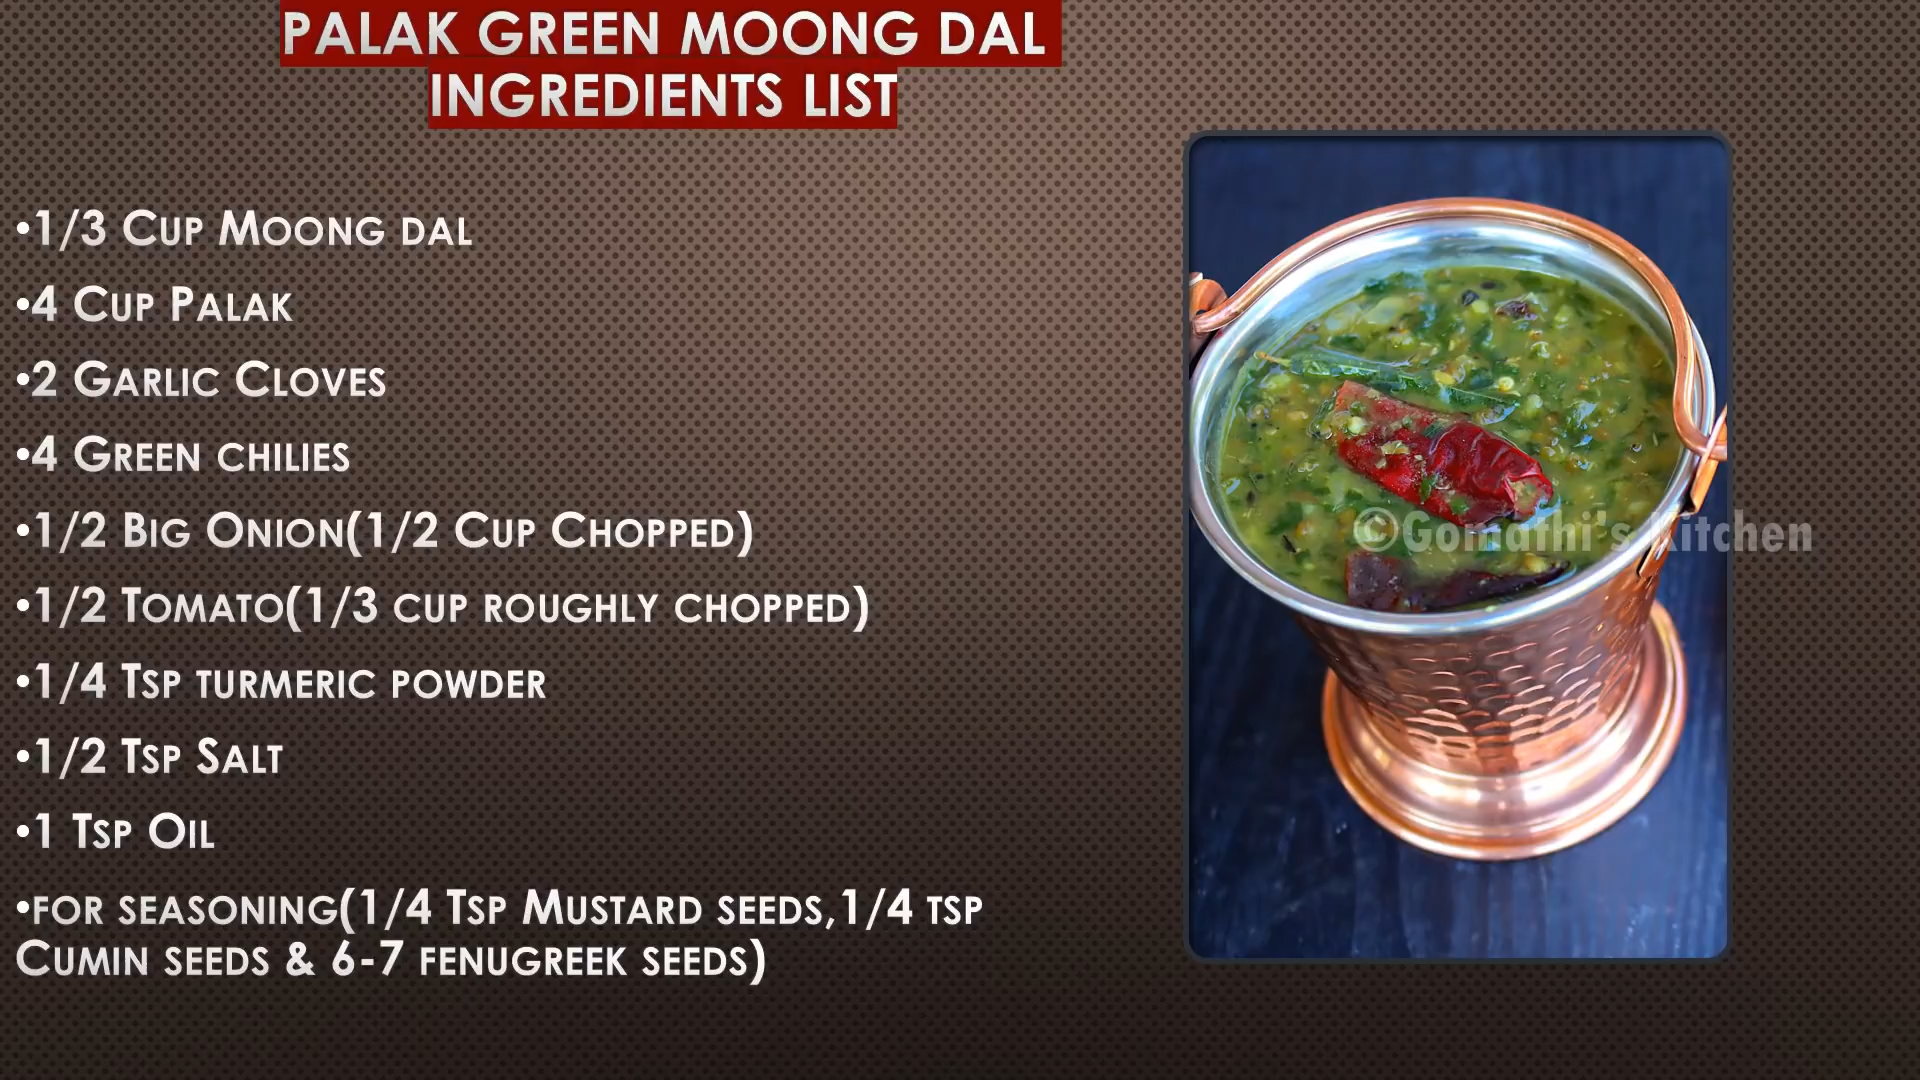 PALAK GREEN MOONG DAL
INGREDIENTS LIST
•1/3 Cup Moong dal
•4 Cup Palak
•2 Garlic Cloves
•4 Green chilies
•1/2 Big Onion(1/2 Cup Chopped)
•1/2 Tomato(1/3 cup roughly chopped)
•1/4 Tsp turmeric powder
•1/2 Tsp Salt
•1 Tsp Oil
•for seasoning(1/4 Tsp Mustard seeds,1/4 tsp
Cumin seeds & 6-7 fenugreek seeds)
©Gomathi's Kitchen